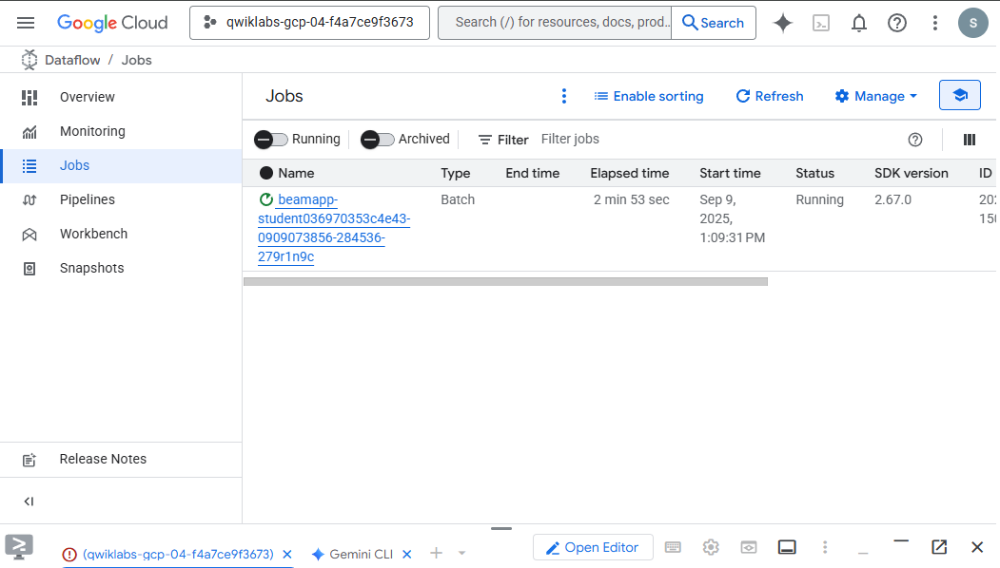 Google Cloud
qwiklabs-gcp-04-f4a7ce9f3673
Search (/) for resources, docs, prod...
Search
S
Dataflow / Jobs
Overview
Monitoring
Jobs
Pipelines
Workbench
Snapshots
Release Notes
Jobs
Enable sorting
Refresh
Manage
Running
Archived
Filter
Filter jobs
Name Type End time Elapsed time Start time Status SDK version ID
beamapp- Batch 2 min 53 sec Sep 9, Running 2.67.0 202
student036970353c4e43- 2025, 150
0909073856-284536- 1:09:31 PM
279r1n9c
(qwiklabs-gcp-04-f4a7ce9f3673)
Gemini CLI
Open Editor